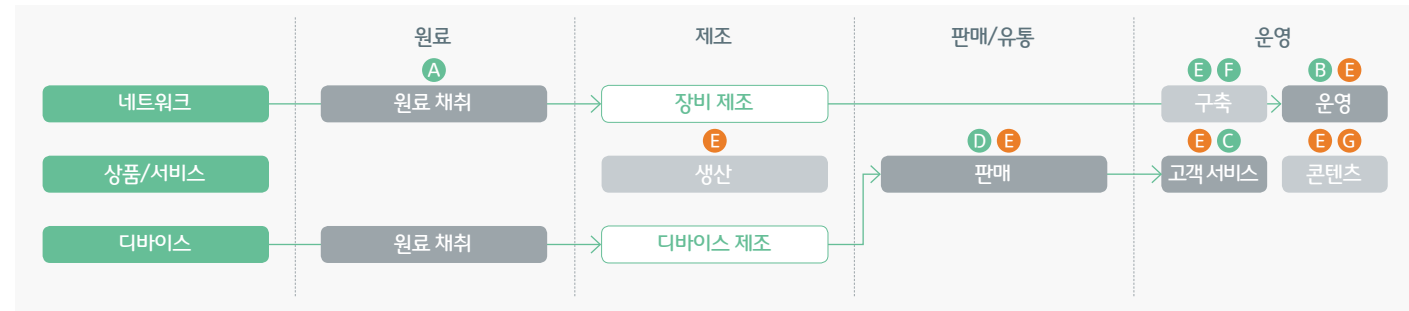 원료 제조 판매/유통 운영
A E F B E
네트워크 원료 채취 장비 제조 구축 운영
E D E E C E G
상품/서비스 생산 판매 고객 서비스 콘텐츠
디바이스 원료 채취 디바이스 제조